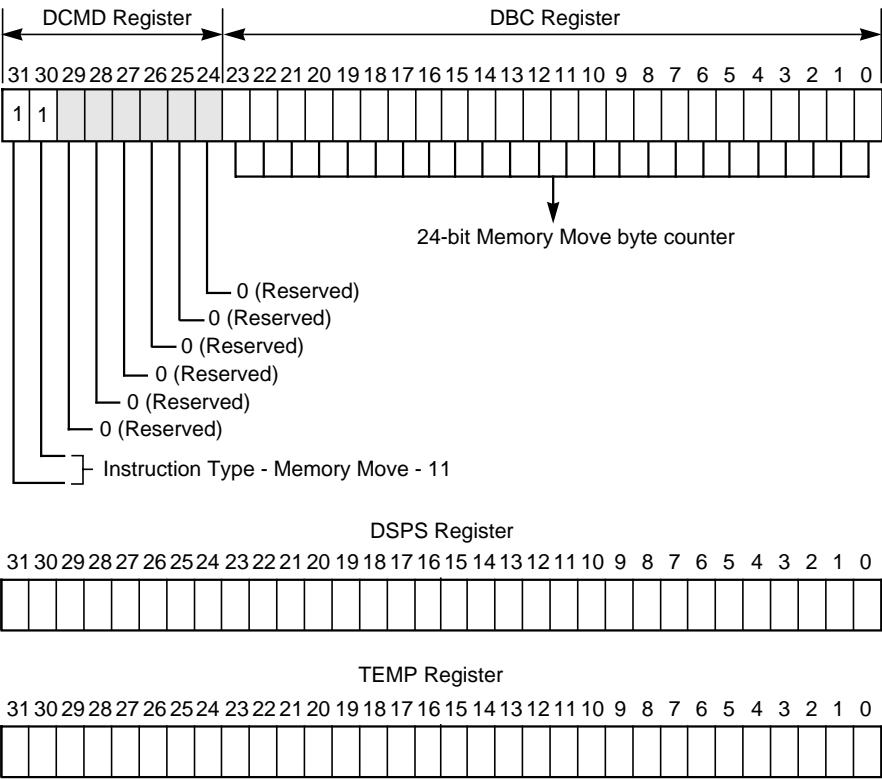 DCMD Register DBC Register
31 30 29 28 27 26 25 24 23 22 21 20 19 18 17 16 15 14 13 12 11 10 9 8 7 6 5 4 3 2 1 0
1 1
24-bit Memory Move byte counter
0 (Reserved)
0 (Reserved)
0 (Reserved)
0 (Reserved)
0 (Reserved)
0 (Reserved)
Instruction Type - Memory Move - 11
DSPS Register
31 30 29 28 27 26 25 24 23 22 21 20 19 18 17 16 15 14 13 12 11 10 9 8 7 6 5 4 3 2 1 0
TEMP Register
31 30 29 28 27 26 25 24 23 22 21 20 19 18 17 16 15 14 13 12 11 10 9 8 7 6 5 4 3 2 1 0